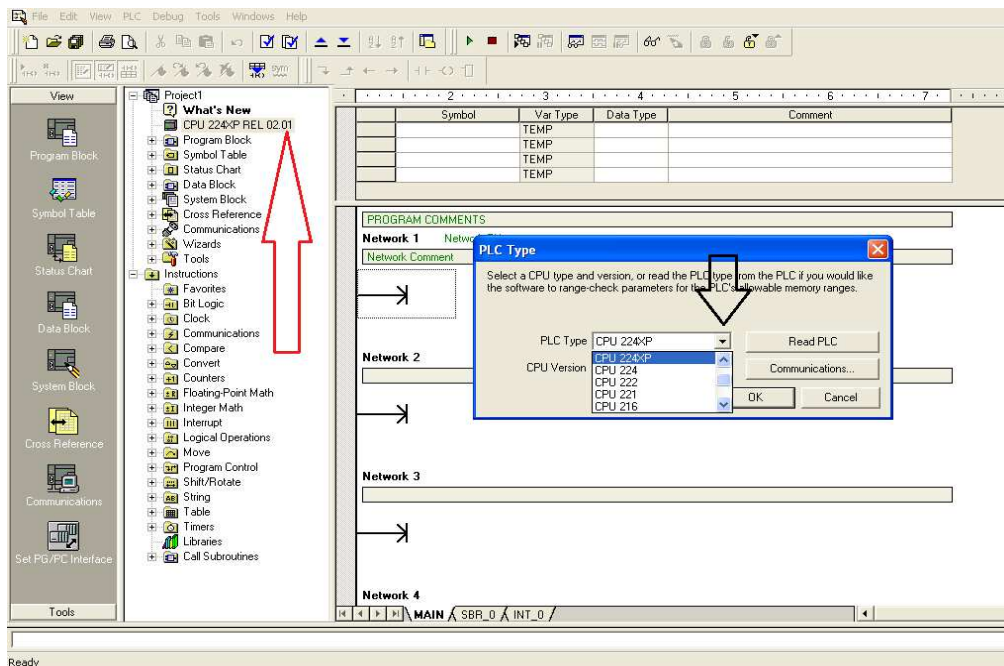 File Edit View PLC Debug Tools Windows Help
View
Program Block
Symbol Table
Status Chart
Data Block
System Block
Cross Reference
Communications
Set PG/PC Interface
Tools
Project1
What's New
CPU 224XP REL 02.01
Program Block
Symbol Table
Status Chart
Data Block
System Block
Cross Reference
Communications
Wizards
Tools
Instructions
Favorites
Bit Logic
Clock
Communications
Compare
Convert
Counters
Floating-Point Math
Integer Math
Interrupt
Logical Operations
Move
Program Control
Shift/Rotate
String
Table
Timers
Libraries
Call Subroutines
2 3 4 5 6 7
Symbol Var Type Data Type Comment
TEMP
TEMP
TEMP
TEMP
PROGRAM COMMENTS
Network 1
Network Comment
PLC Type
Select a CPU type and version, or read the PLC type from the PLC if you would like
the software to range-check parameters for the PLC's allowable memory ranges.
PLC Type CPU 224XP Read PLC
CPU Version Communications...
CPU 224XP
CPU 224
CPU 222
CPU 221
CPU 216
OK Cancel
Network 2
Network 3
Network 4
MAIN SBR_0 INT_0
Ready